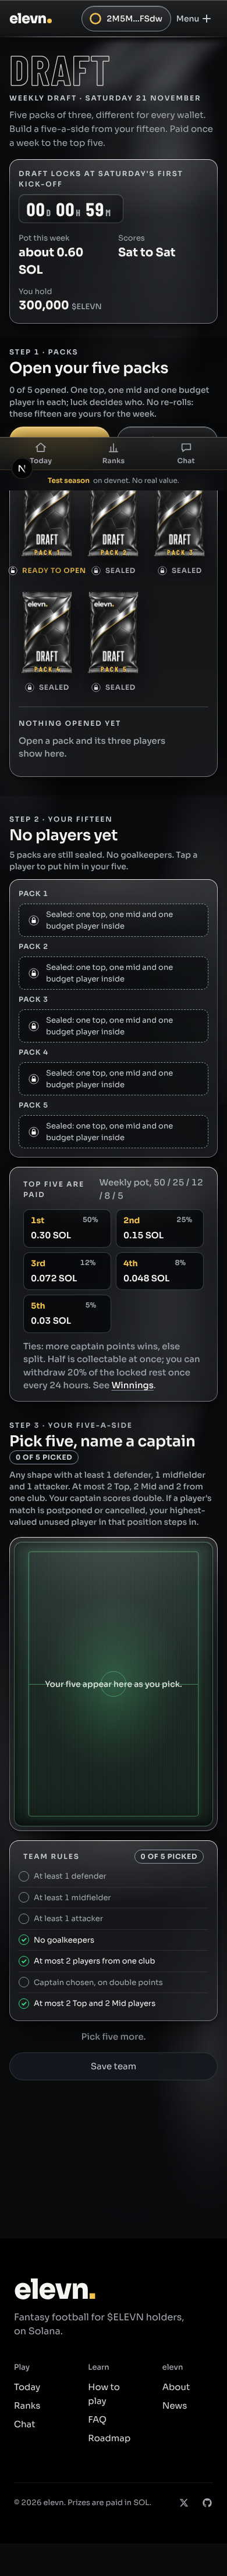 elevn.
2M5M...FSdw
Menu
DRAFT
WEEKLY DRAFT · SATURDAY 21 NOVEMBER
Five packs of three, different for every wallet.
Build a five-a-side from your fifteen. Paid once
a week to the top five.
DRAFT LOCKS AT SATURDAY'S FIRST
KICK-OFF
00D 00H 59M
Pot this week
about 0.60
SOL
Scores
Sat to Sat
You hold
300,000 $ELEVN
STEP 1 · PACKS
Open your five packs
0 of 5 opened. One top, one mid and one budget
player in each; luck decides who. No re-rolls:
these fifteen are yours for the week.
Today
Ranks
Chat
N
Test season on devnet. No real value.
DRAFT
PACK 1
DRAFT
PACK 2
DRAFT
PACK 3
READY TO OPEN
SEALED
SEALED
elevn.
DRAFT
PACK 4
elevn.
DRAFT
PACK 5
SEALED
SEALED
NOTHING OPENED YET
Open a pack and its three players
show here.
STEP 2 · YOUR FIFTEEN
No players yet
5 packs are still sealed. No goalkeepers. Tap a
player to put him in your five.
PACK 1
Sealed: one top, one mid and one
budget player inside
PACK 2
Sealed: one top, one mid and one
budget player inside
PACK 3
Sealed: one top, one mid and one
budget player inside
PACK 4
Sealed: one top, one mid and one
budget player inside
PACK 5
Sealed: one top, one mid and one
budget player inside
TOP FIVE ARE
PAID
Weekly pot, 50 / 25 / 12
/ 8 / 5
1st 50%
0.30 SOL
2nd 25%
0.15 SOL
3rd 12%
0.072 SOL
4th 8%
0.048 SOL
5th 5%
0.03 SOL
Ties: more captain points wins, else
split. Half is collectable at once; you can
withdraw 20% of the locked rest once
every 24 hours. See Winnings.
STEP 3 · YOUR FIVE-A-SIDE
Pick five, name a captain
0 OF 5 PICKED
Any shape with at least 1 defender, 1 midfielder
and 1 attacker. At most 2 Top, 2 Mid and 2 from
one club. Your captain scores double. If a player's
match is postponed or cancelled, your highest-
valued unused player in that position steps in.
Your five appear here as you pick.
TEAM RULES
0 OF 5 PICKED
At least 1 defender
At least 1 midfielder
At least 1 attacker
No goalkeepers
At most 2 players from one club
Captain chosen, on double points
At most 2 Top and 2 Mid players
Pick five more.
Save team
elevn.
Fantasy football for $ELEVN holders,
on Solana.
Play
Today
Ranks
Chat
Learn
How to
play
FAQ
Roadmap
elevn
About
News
© 2026 elevn. Prizes are paid in SOL.